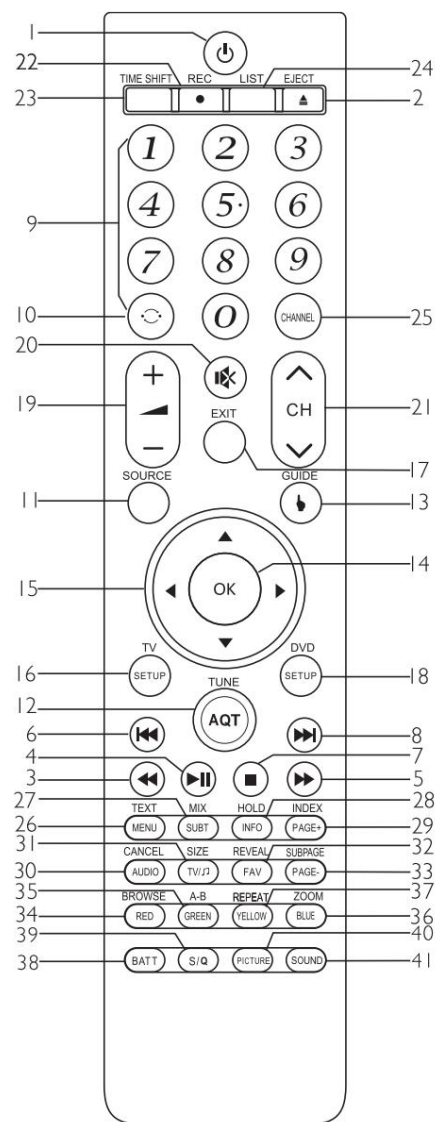 1
22
TIME SHIFT REC LIST EJECT 24
23 2
1 2 3
4 5 6
9
7 8 9
10 0 CHANNEL 25
20
+
19 CH 21
−
EXIT
17
SOURCE GUIDE
11 13
14
15 OK
TV DVD
16 SETUP SETUP 18
TUNE
12 AQT
6 8
4 7
3 5
27 28
TEXT MIX HOLD INDEX
26 MENU SUBT INFO PAGE+ 29
31 32
CANCEL SIZE REVEAL SUBPAGE
30 AUDIO TV/♫ FAV PAGE- 33
35 37
BROWSE A-B REPEAT ZOOM
34 RED GREEN YELLOW BLUE 36
39 40
38 BATT S/Q PICTURE SOUND 41